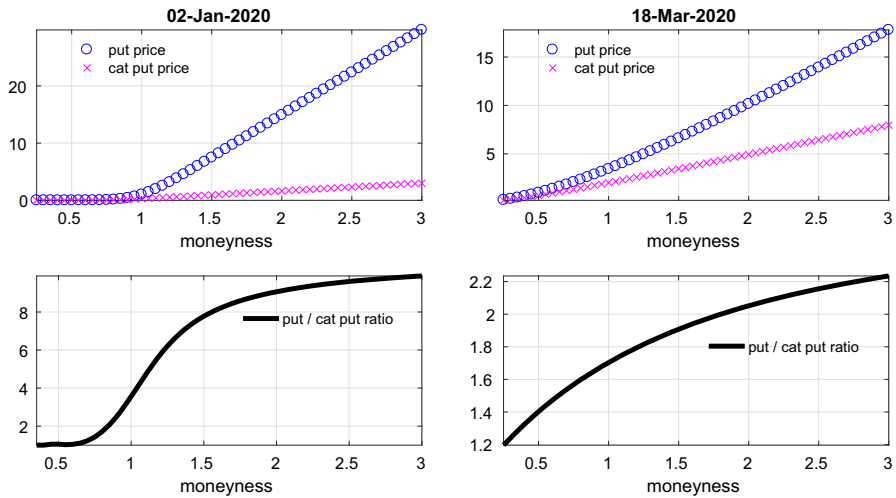 02-Jan-2020
put price
cat put price
20
10
0
0.5 1 1.5 2 2.5 3
moneyness
18-Mar-2020
put price
cat put price
15
10
5
0.5 1 1.5 2 2.5 3
moneyness
8
6
4
2
put / cat put ratio
0.5 1 1.5 2 2.5 3
moneyness
2.2
2
1.8
1.6
1.4
1.2
put / cat put ratio
0.5 1 1.5 2 2.5 3
moneyness